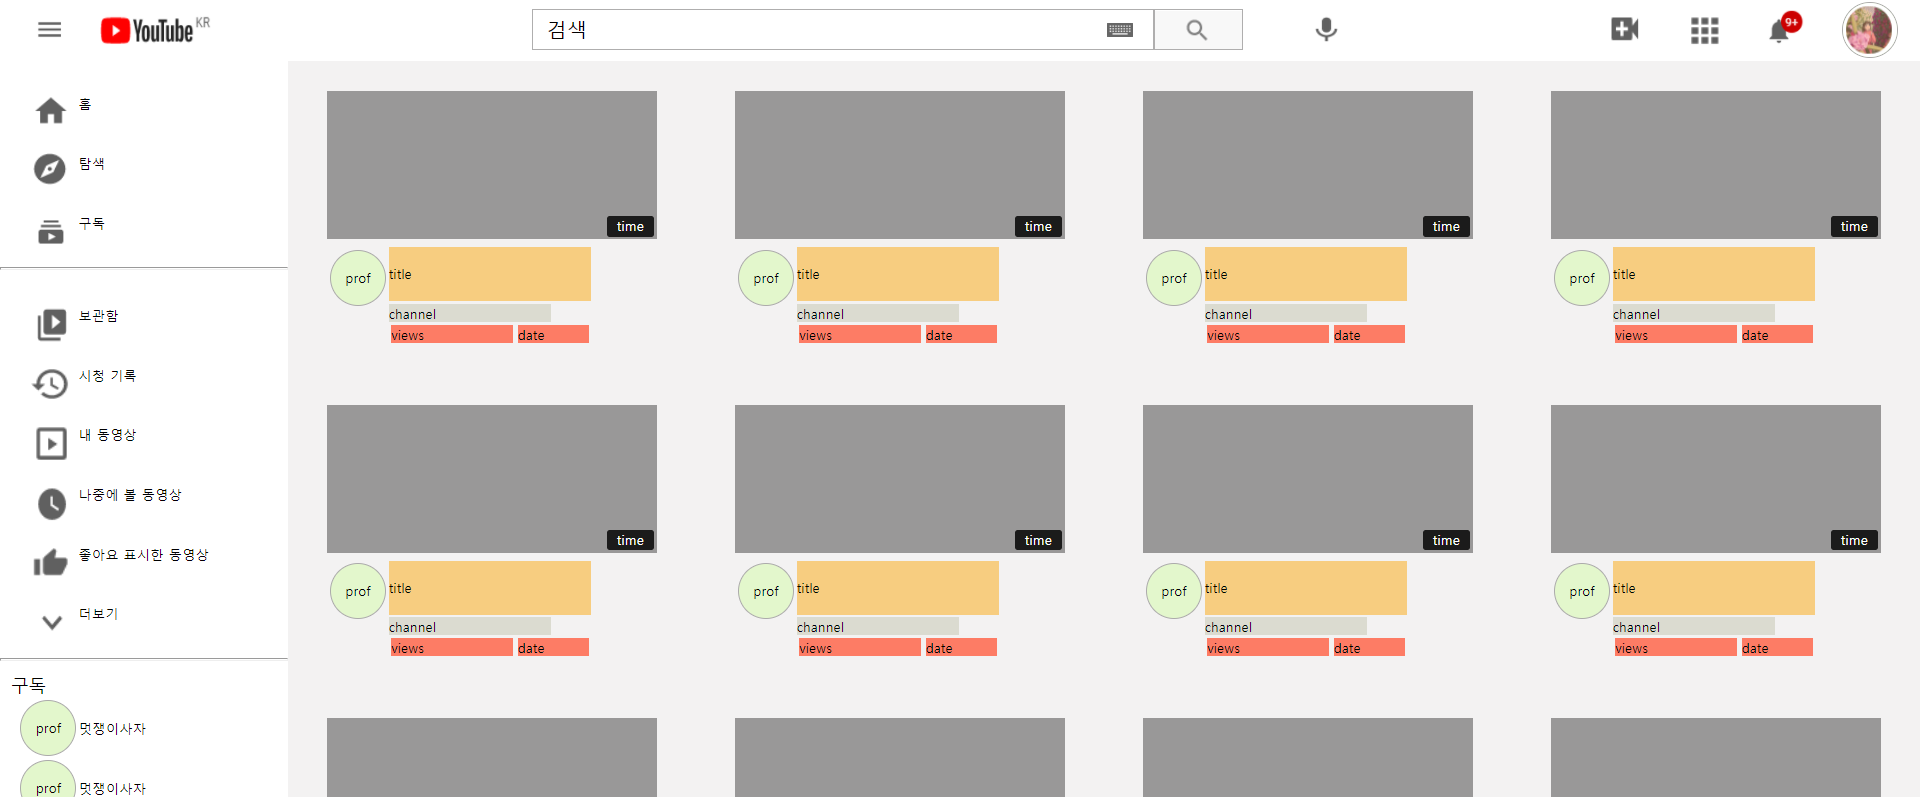 YouTube KR
검색
9+
홈
탐색
구독
보관함
시청 기록
내 동영상
나중에 볼 동영상
좋아요 표시한 동영상
더보기
구독
prof 멋쟁이사자
prof 멋쟁이사자
time
time
time
time
prof title
channel
views date
prof title
channel
views date
prof title
channel
views date
prof title
channel
views date
time
time
time
time
prof title
channel
views date
prof title
channel
views date
prof title
channel
views date
prof title
channel
views date